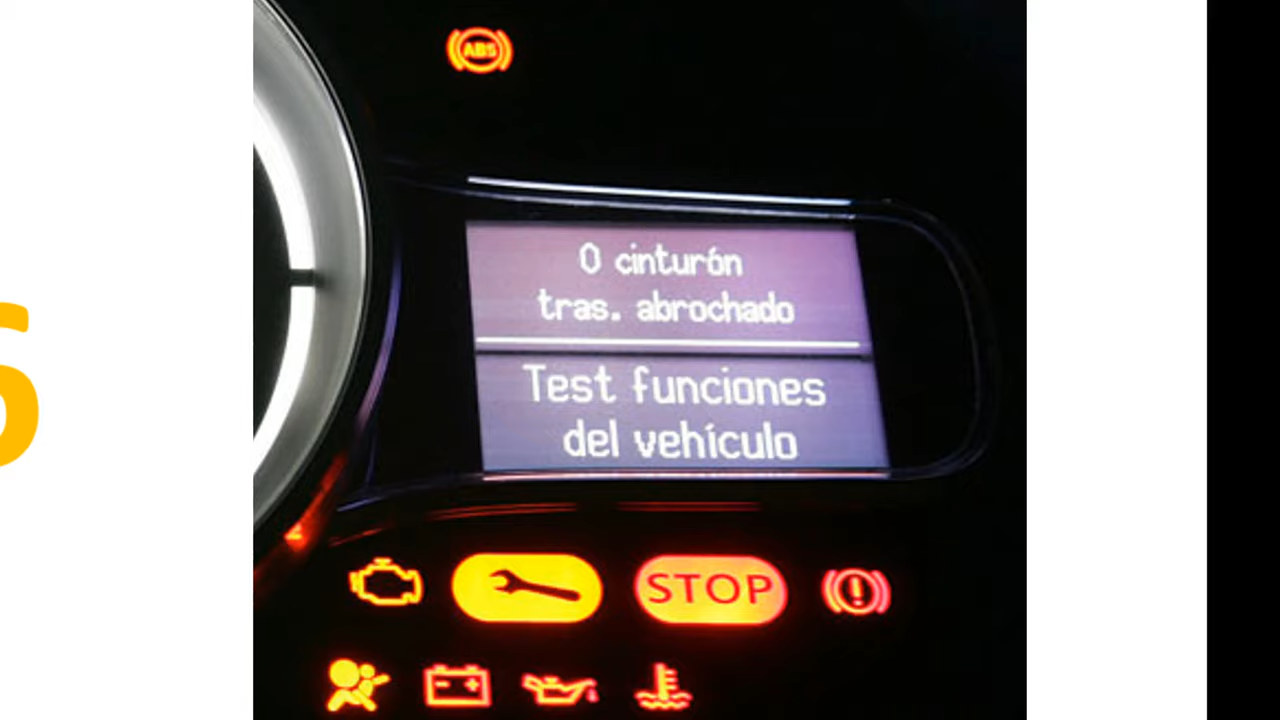 ABS
0 cinturón
tras. abrochado
Test funciones
del vehículo
STOP